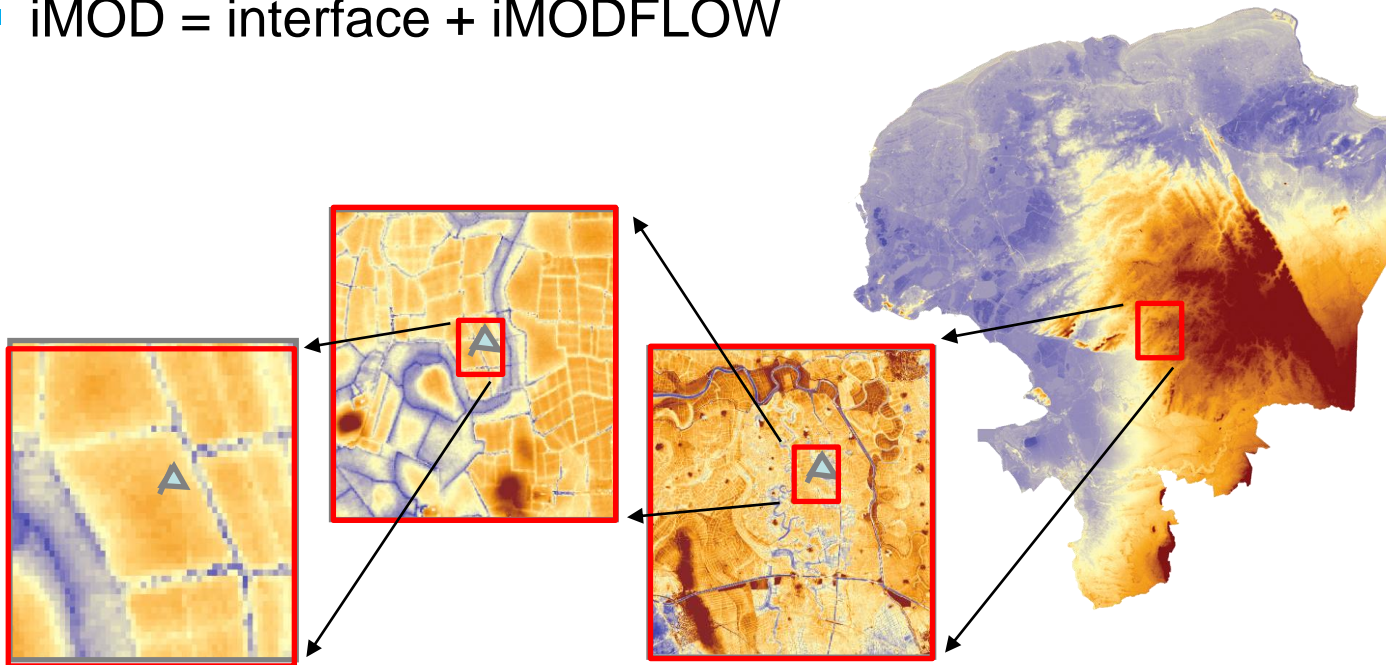 iMOD = interface + iMODFLOW